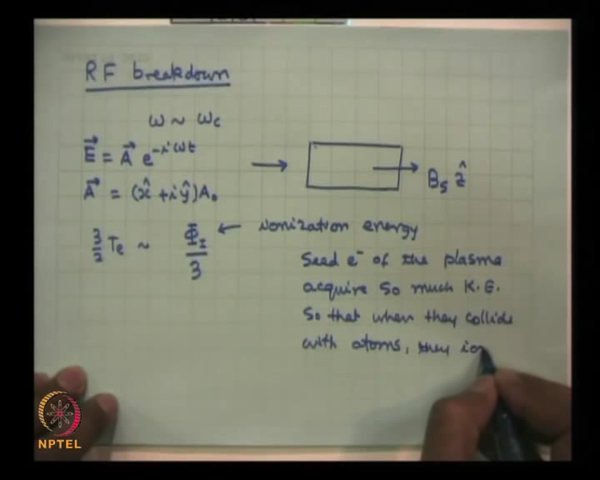 RF breakdown
ω ~ ωc
E⃗ = A⃗ e^-iωt
A⃗ = (x̂ + iŷ)A₀
Bs ẑ
3/2 Te ~ ΦI/3 ← ionization energy
Seed e⁻ of the plasma
acquire so much K.E.
So that when they collide
with atoms, they io
NPTEL